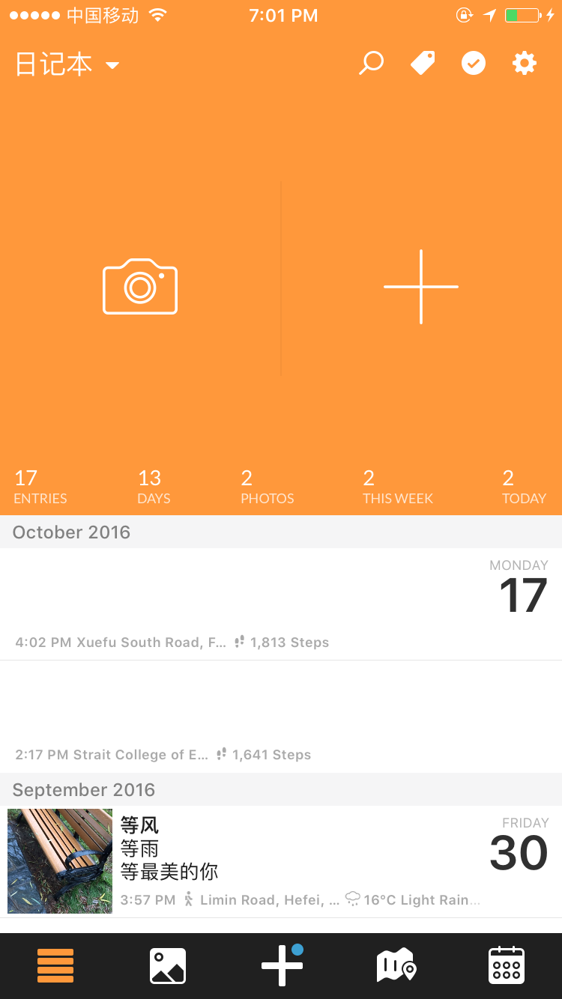 中国移动 7:01 PM
日记本
17 13 2 2 2
ENTRIES DAYS PHOTOS THIS WEEK TODAY
October 2016
MONDAY
17
4:02 PM Xuefu South Road, F... 1,813 Steps
2:17 PM Strait College of E... 1,641 Steps
September 2016
等风
等雨
等最美的你
FRIDAY
30
3:57 PM Limin Road, Hefei, ... 16°C Light Rain...